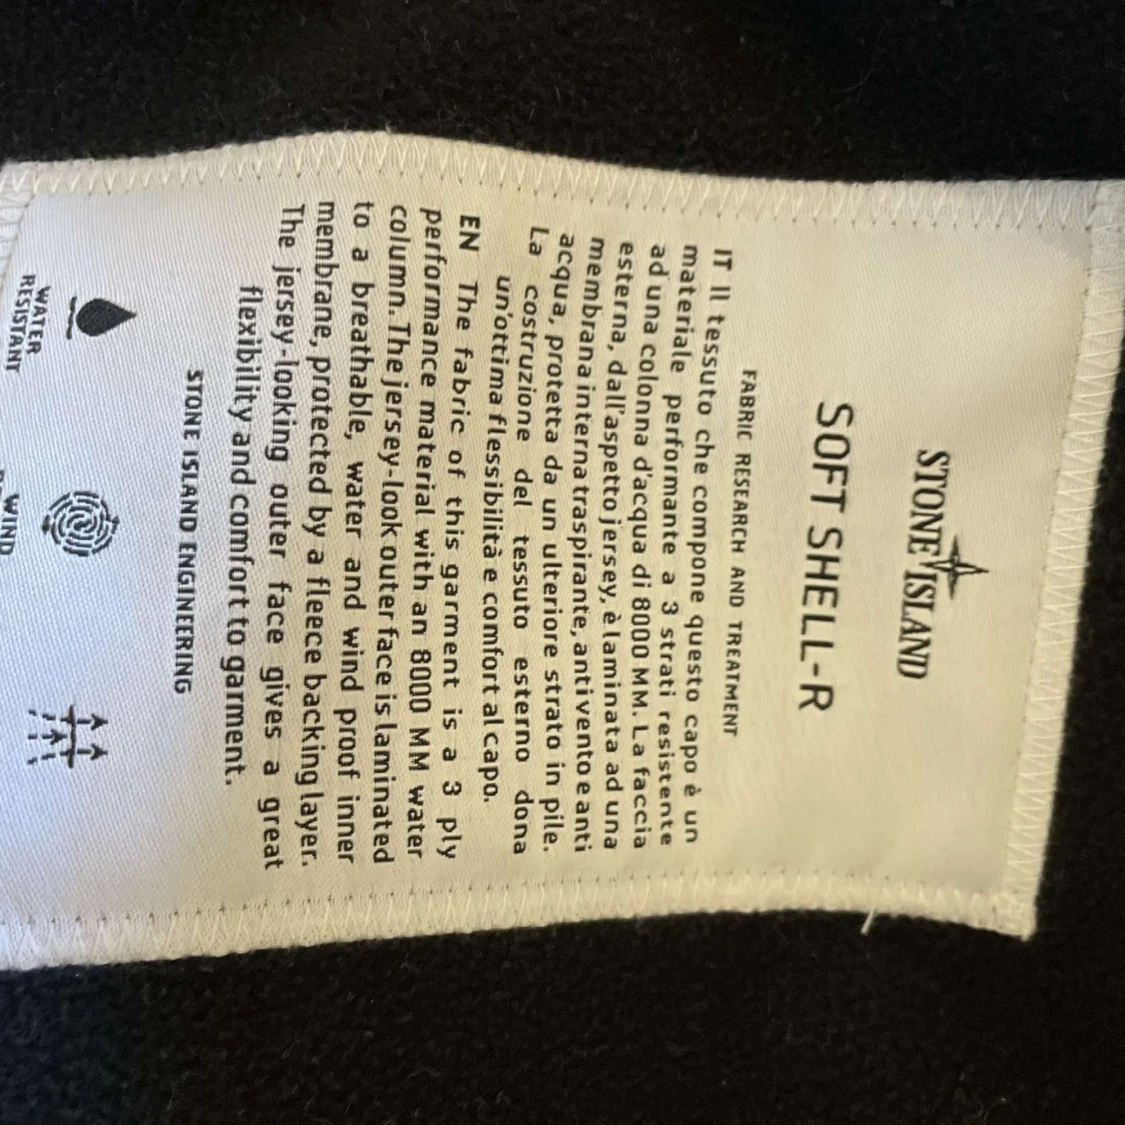 STONE ISLAND
SOFT SHELL-R
FABRIC RESEARCH AND TREATMENT
IT Il tessuto che compone questo capo è un
materiale performante a 3 strati resistente
ad una colonna d'acqua di 8000 MM. La faccia
esterna, dall'aspetto jersey, è laminata ad una
membrana interna traspirante, antivento e anti
acqua, protetta da un ulteriore strato in pile.
La costruzione del tessuto esterno dona
un'ottima flessibilità e comfort al capo.
EN The fabric of this garment is a 3 ply
performance material with an 8000 MM water
column. The jersey-look outer face is laminated
to a breathable, water and wind proof inner
membrane, protected by a fleece backing layer.
The jersey-looking outer face gives a great
flexibility and comfort to garment.
STONE ISLAND ENGINEERING
WATER
RESISTANT
WIND